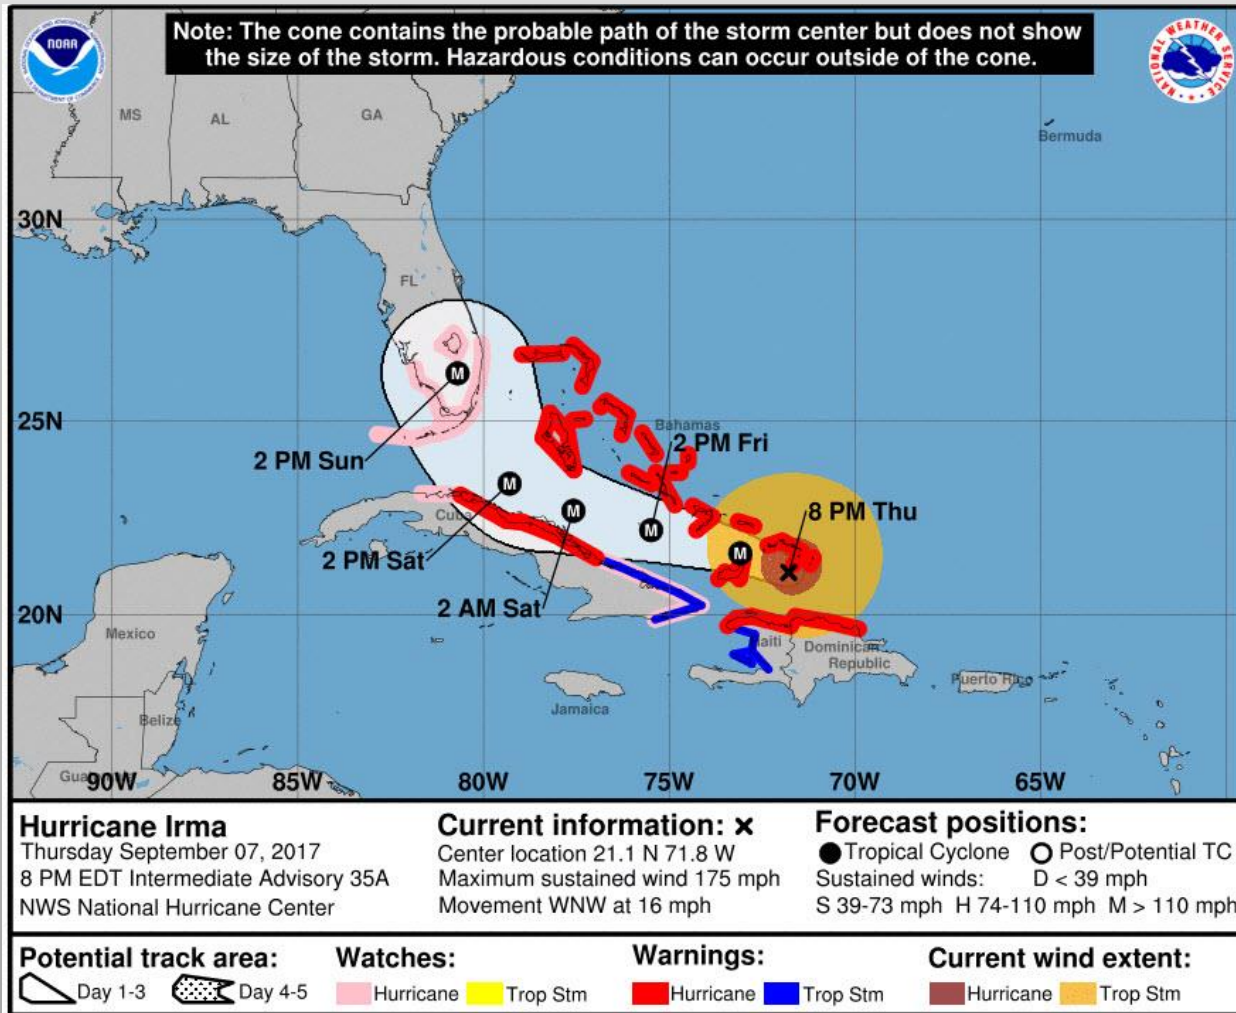 Note: The cone contains the probable path of the storm center but does not show
the size of the storm. Hazardous conditions can occur outside of the cone.
NOAA
NATIONAL WEATHER SERVICE
MS
AL
GA
Bermuda
30N
FL
25N
Bahamas
2 PM Fri
2 PM Sun
8 PM Thu
Cuba
2 PM Sat
2 AM Sat
20N
Mexico
Haiti
Dominican
Republic
Puerto Rico
Jamaica
Belize
90W
85W
80W
75W
70W
65W
M
M
M
M
M
Hurricane Irma
Thursday September 07, 2017
8 PM EDT Intermediate Advisory 35A
NWS National Hurricane Center
Current information: x
Center location 21.1 N 71.8 W
Maximum sustained wind 175 mph
Movement WNW at 16 mph
Forecast positions:
Tropical Cyclone Post/Potential TC
Sustained winds: D < 39 mph
S 39-73 mph H 74-110 mph M > 110 mph
Potential track area:
Day 1-3 Day 4-5
Watches:
Hurricane Trop Stm
Warnings:
Hurricane Trop Stm
Current wind extent:
Hurricane Trop Stm